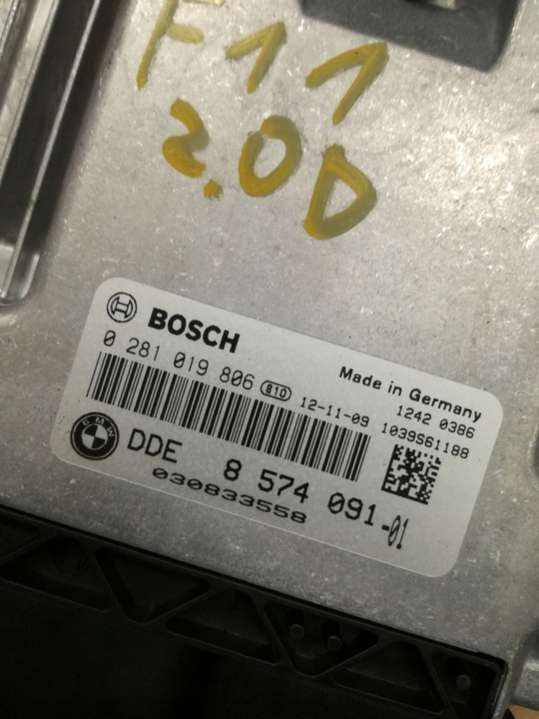 F11
2.0D
BOSCH
0 281 019 806 810 12-11-09
Made in Germany
1242 0386
1039S61188
BMW
DDE 8 574 091-01
030833558